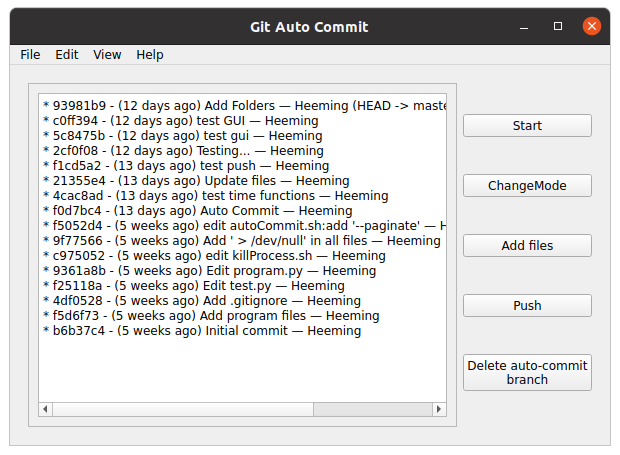 Git Auto Commit
File Edit View Help
* 93981b9 - (12 days ago) Add Folders — Heeming (HEAD -> maste
* c0ff394 - (12 days ago) test GUI — Heeming
* 5c8475b - (12 days ago) test gui — Heeming
* 2cf0f08 - (12 days ago) Testing... — Heeming
* f1cd5a2 - (13 days ago) test push — Heeming
* 21355e4 - (13 days ago) Update files — Heeming
* 4cac8ad - (13 days ago) test time functions — Heeming
* f0d7bc4 - (13 days ago) Auto Commit — Heeming
* f5052d4 - (5 weeks ago) edit autoCommit.sh:add '--paginate' — H
* 9f77566 - (5 weeks ago) Add ' > /dev/null' in all files — Heeming
* c975052 - (5 weeks ago) edit killProcess.sh — Heeming
* 9361a8b - (5 weeks ago) Edit program.py — Heeming
* f25118a - (5 weeks ago) Edit test.py — Heeming
* 4df0528 - (5 weeks ago) Add .gitignore — Heeming
* f5d6f73 - (5 weeks ago) Add program files — Heeming
* b6b37c4 - (5 weeks ago) Initial commit — Heeming
Start
ChangeMode
Add files
Push
Delete auto-commit
branch